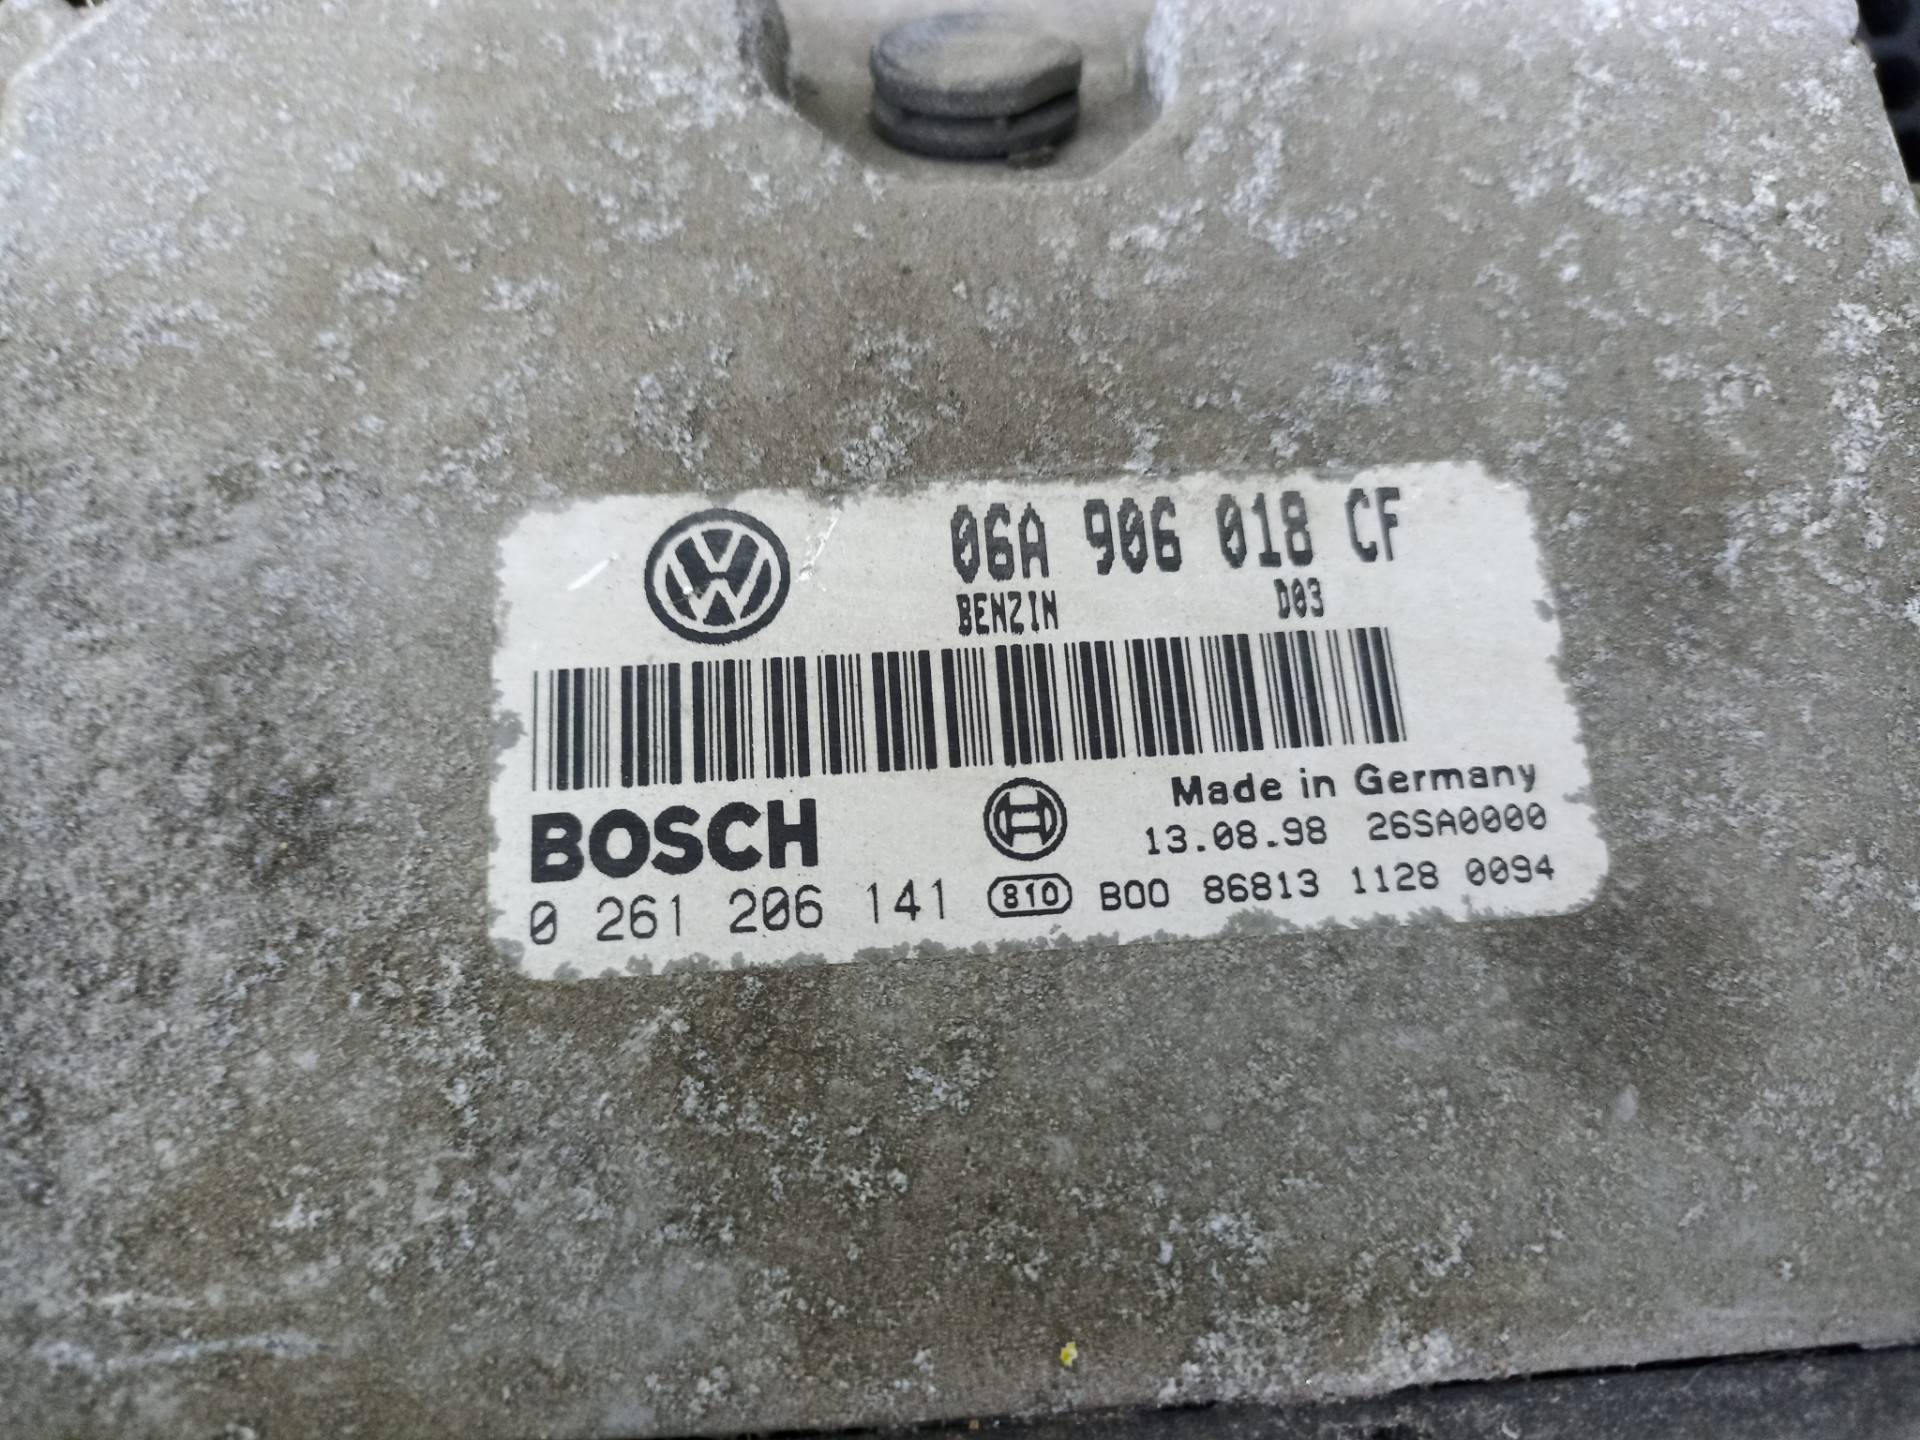 06A 906 018 CF
BENZIN D03
BOSCH Made in Germany
13.08.98 26SA0000
0 261 206 141 810 B00 86813 1128 0094